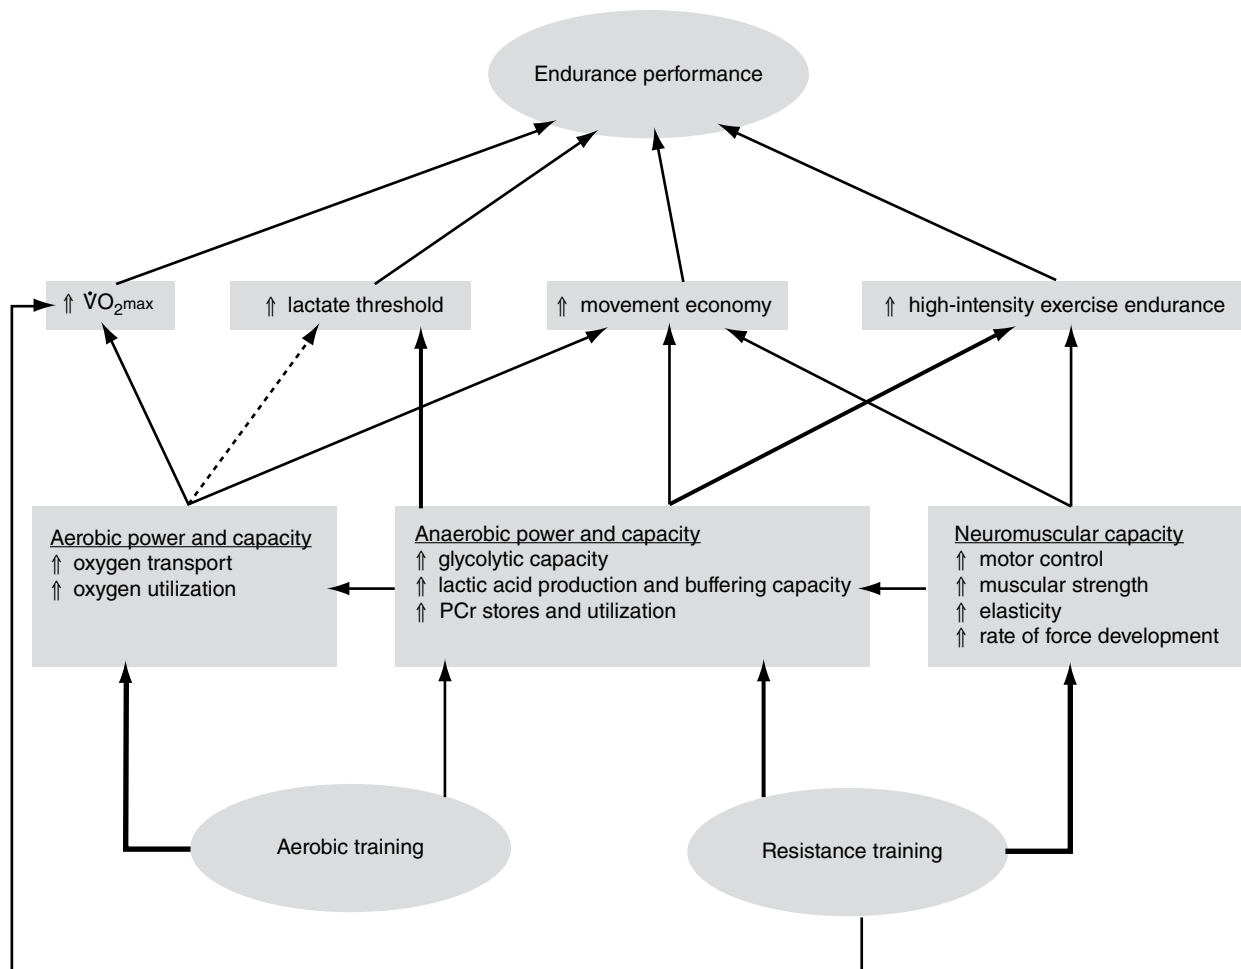 Endurance performance
⇑ V̇O2max
⇑ lactate threshold
⇑ movement economy
⇑ high-intensity exercise endurance
Aerobic power and capacity
⇑ oxygen transport
⇑ oxygen utilization
Anaerobic power and capacity
⇑ glycolytic capacity
⇑ lactic acid production and buffering capacity
⇑ PCr stores and utilization
Neuromuscular capacity
⇑ motor control
⇑ muscular strength
⇑ elasticity
⇑ rate of force development
Aerobic training
Resistance training